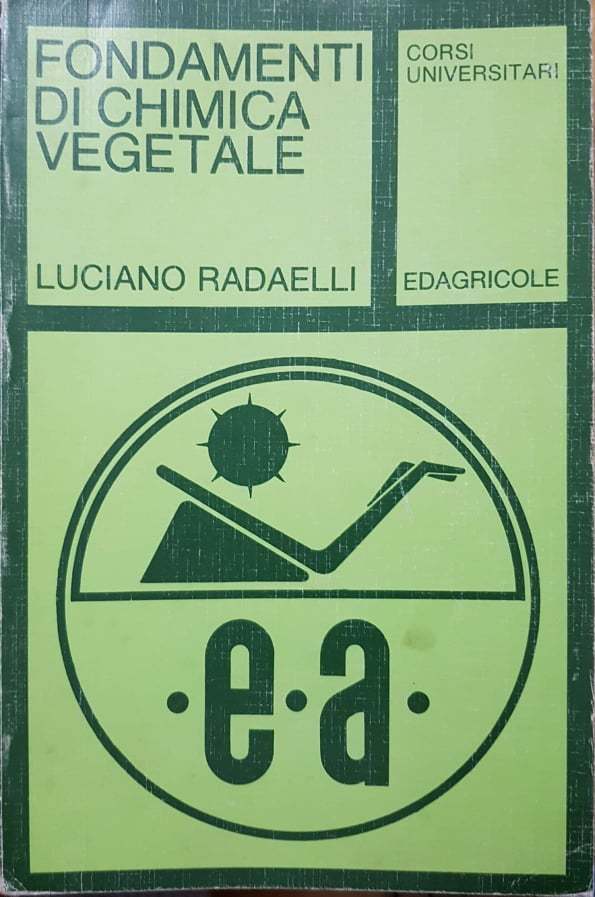 FONDAMENTI
DI CHIMICA
VEGETALE
LUCIANO RADAELLI
CORSI
UNIVERSITARI
EDAGRICOLE
·e·a·